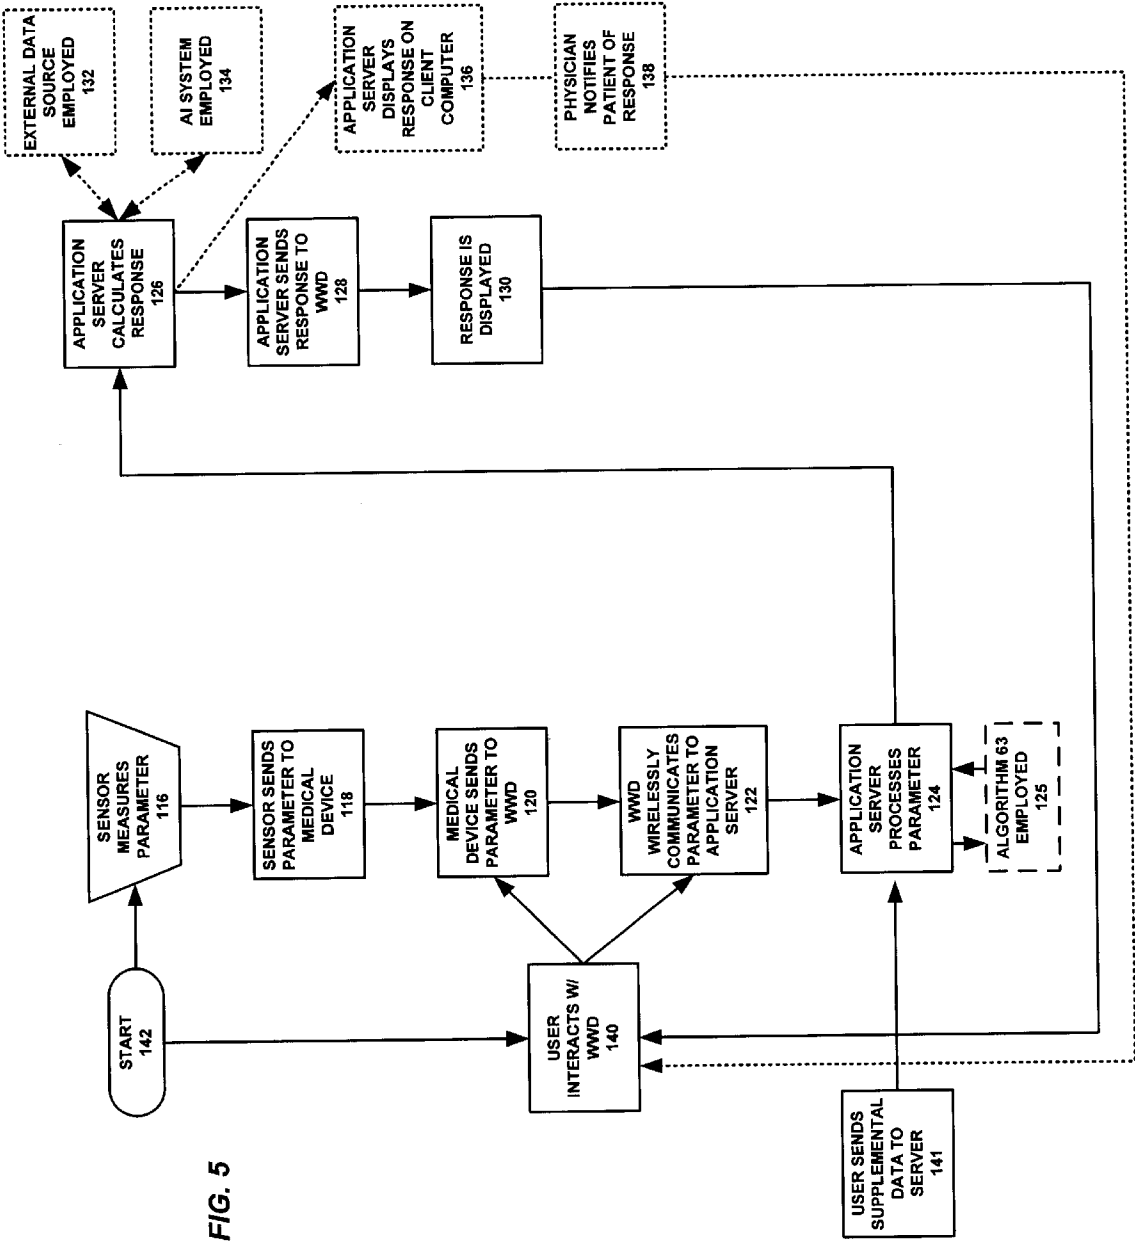 FIG. 5
START
142
SENSOR
MEASURES
PARAMETER
116
SENSOR SENDS
PARAMETER TO
MEDICAL
DEVICE
118
USER
INTERACTS W/
WWD
140
MEDICAL
DEVICE SENDS
PARAMETER TO
WWD
120
WWD
WIRELESSLY
COMMUNICATES
PARAMETER TO
APPLICATION
SERVER
122
USER SENDS
SUPPLEMENTAL
DATA TO
SERVER
141
APPLICATION
SERVER
PROCESSES
PARAMETER
124
ALGORITHM 63
EMPLOYED
125
APPLICATION
SERVER
CALCULATES
RESPONSE
126
APPLICATION
SERVER SENDS
RESPONSE TO
WWD
128
RESPONSE IS
DISPLAYED
130
EXTERNAL DATA
SOURCE
EMPLOYED
132
AI SYSTEM
EMPLOYED
134
APPLICATION
SERVER
DISPLAYS
RESPONSE ON
CLIENT
COMPUTER
136
PHYSICIAN
NOTIFIES
PATIENT OF
RESPONSE
138